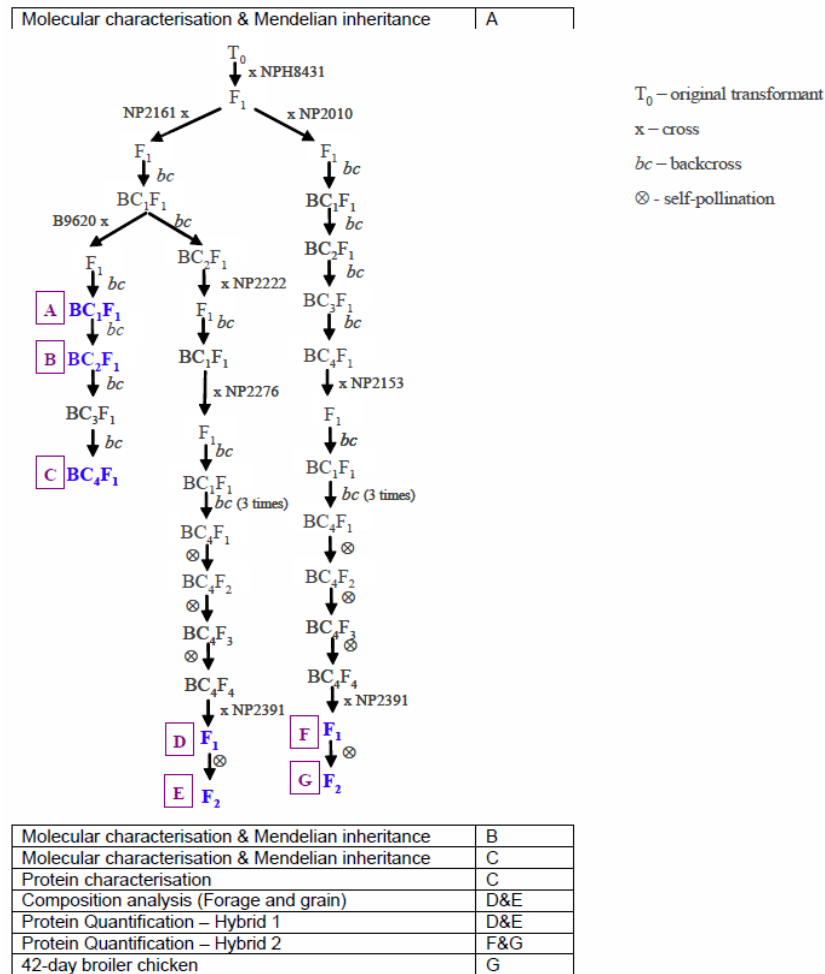 Molecular characterisation & Mendelian inheritance A
T₀
x NPH8431
F₁
NP2161 x
x NP2010
F₁
F₁
bc
bc
BC₁F₁
BC₁F₁
B9620 x
bc
bc
F₁
BC₂F₁
BC₂F₁
bc
x NP2222
bc
A BC₁F₁
F₁
BC₃F₁
bc
bc
bc
B BC₂F₁
BC₁F₁
BC₄F₁
bc
x NP2276
x NP2153
BC₃F₁
F₁
F₁
bc
bc
bc
C BC₄F₁
BC₁F₁
BC₁F₁
bc (3 times)
bc (3 times)
BC₄F₁
BC₄F₁
⊗
⊗
BC₄F₂
BC₄F₂
⊗
⊗
BC₄F₃
BC₄F₃
⊗
⊗
BC₄F₄
BC₄F₄
x NP2391
x NP2391
D F₁
F F₁
⊗
⊗
E F₂
G F₂
T₀ – original transformant
x – cross
bc – backcross
⊗ - self-pollination
Molecular characterisation & Mendelian inheritance B
Molecular characterisation & Mendelian inheritance C
Protein characterisation C
Composition analysis (Forage and grain) D&E
Protein Quantification – Hybrid 1 D&E
Protein Quantification – Hybrid 2 F&G
42-day broiler chicken G